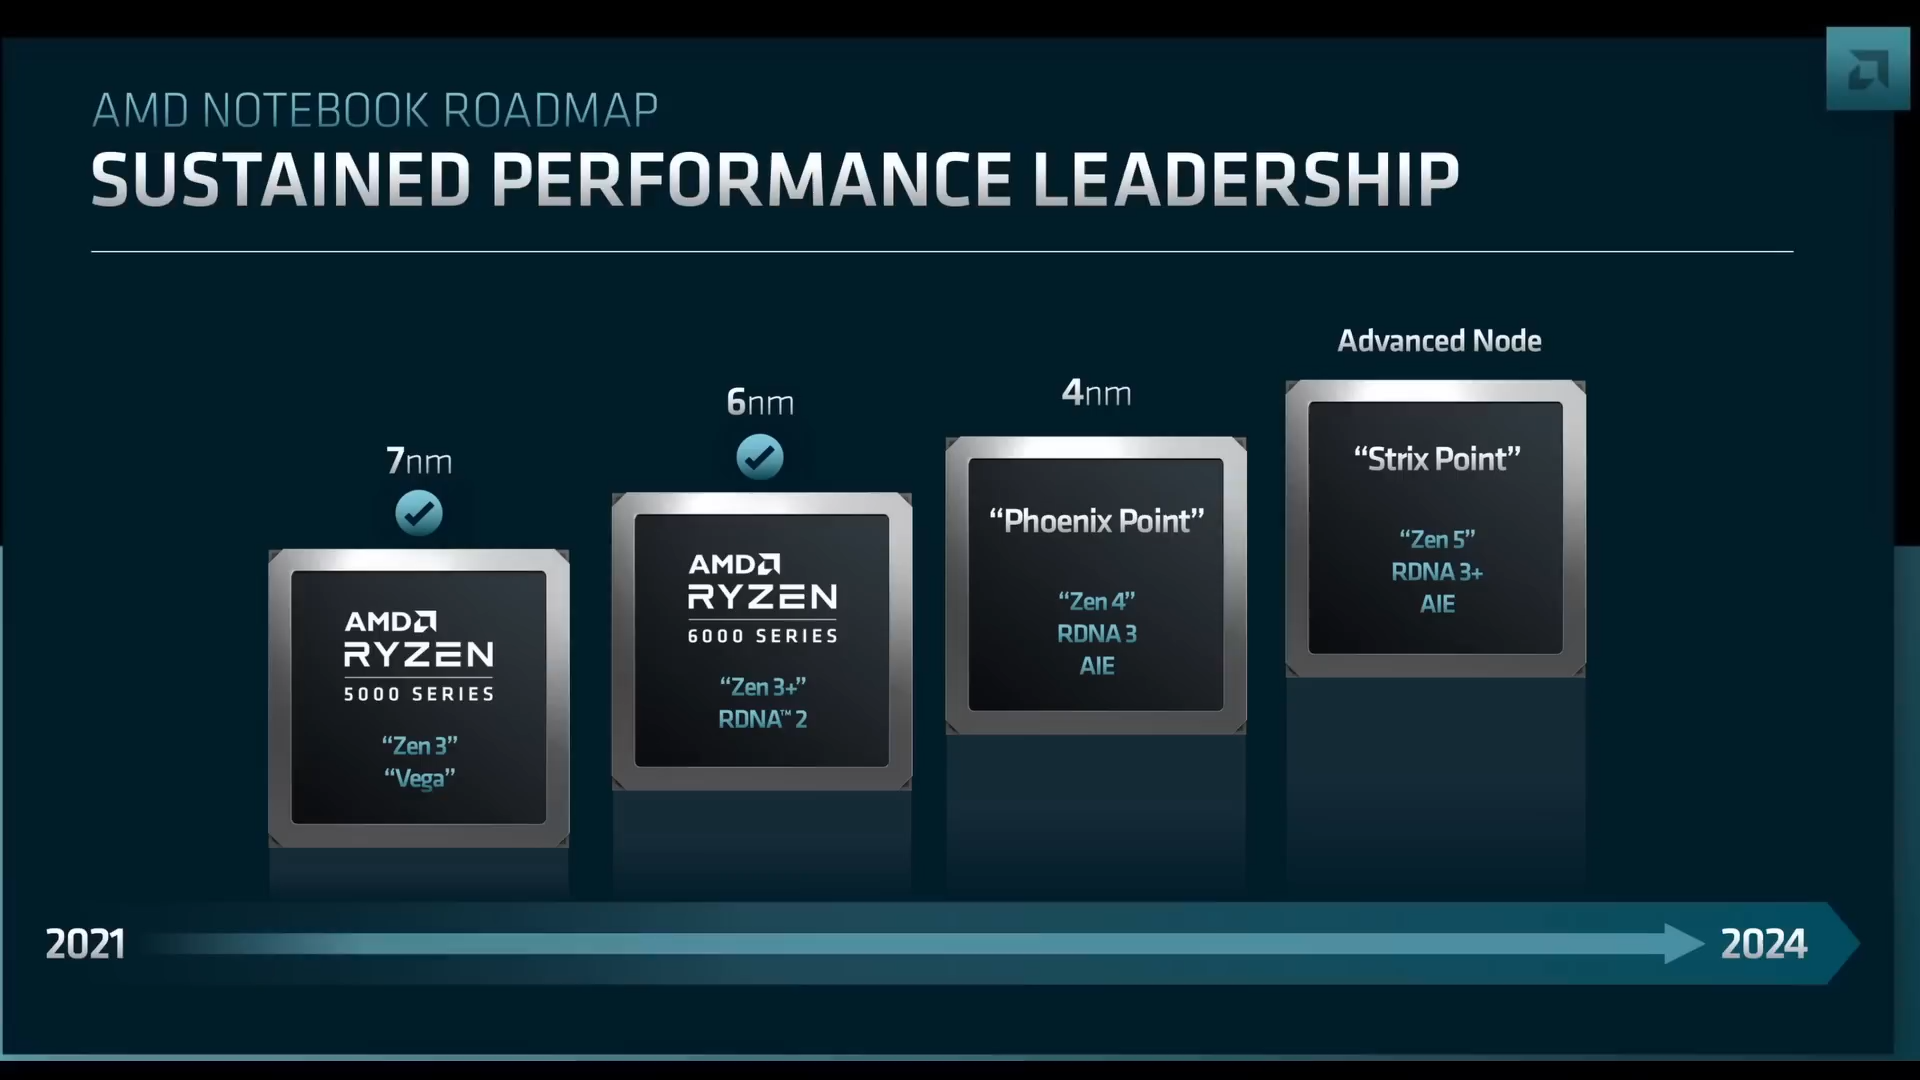 AMD NOTEBOOK ROADMAP
SUSTAINED PERFORMANCE LEADERSHIP
7nm
AMD
RYZEN
5000 SERIES
“Zen 3”
“Vega”
6nm
AMD
RYZEN
6000 SERIES
“Zen 3+”
RDNA™ 2
4nm
“Phoenix Point”
“Zen 4”
RDNA 3
AIE
Advanced Node
“Strix Point”
“Zen 5”
RDNA 3+
AIE
2021
2024